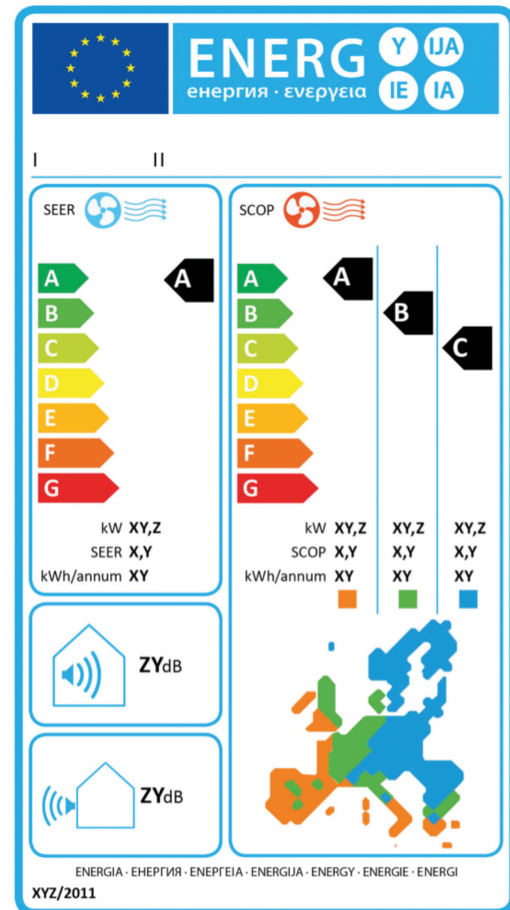 ENERG
Y IJA
енергия · ενεργεια
IE IA
I II
SEER
A
B
C
D
E
F
G
A
kW XY,Z
SEER X,Y
kWh/annum XY
SCOP
A
B
C
D
E
F
G
A
B
C
kW XY,Z XY,Z XY,Z
SCOP X,Y X,Y X,Y
kWh/annum XY XY XY
ZYdB
ZYdB
ENERGIA · ЕНЕРГИЯ · ΕΝΕΡΓΕΙΑ · ENERGIJA · ENERGY · ENERGIE · ENERGI
XYZ/2011